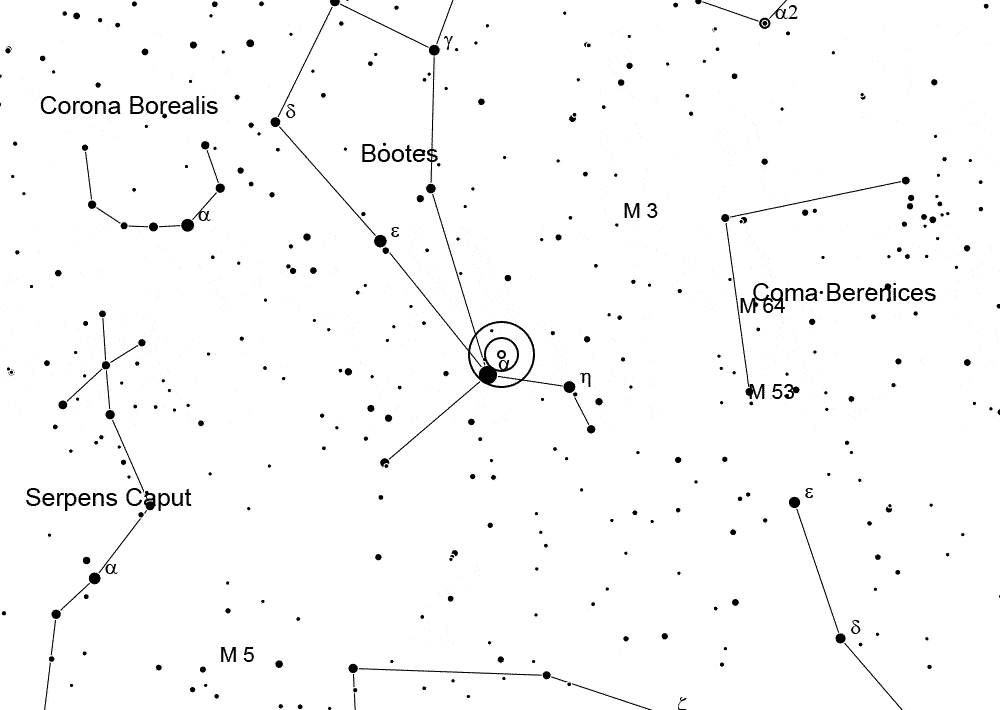 α2
γ
Corona Borealis
δ
Bootes
M 3
α
ε
Coma Berenices
M 64
α
η
M 53
Serpens Caput
ε
α
δ
M 5
ζ